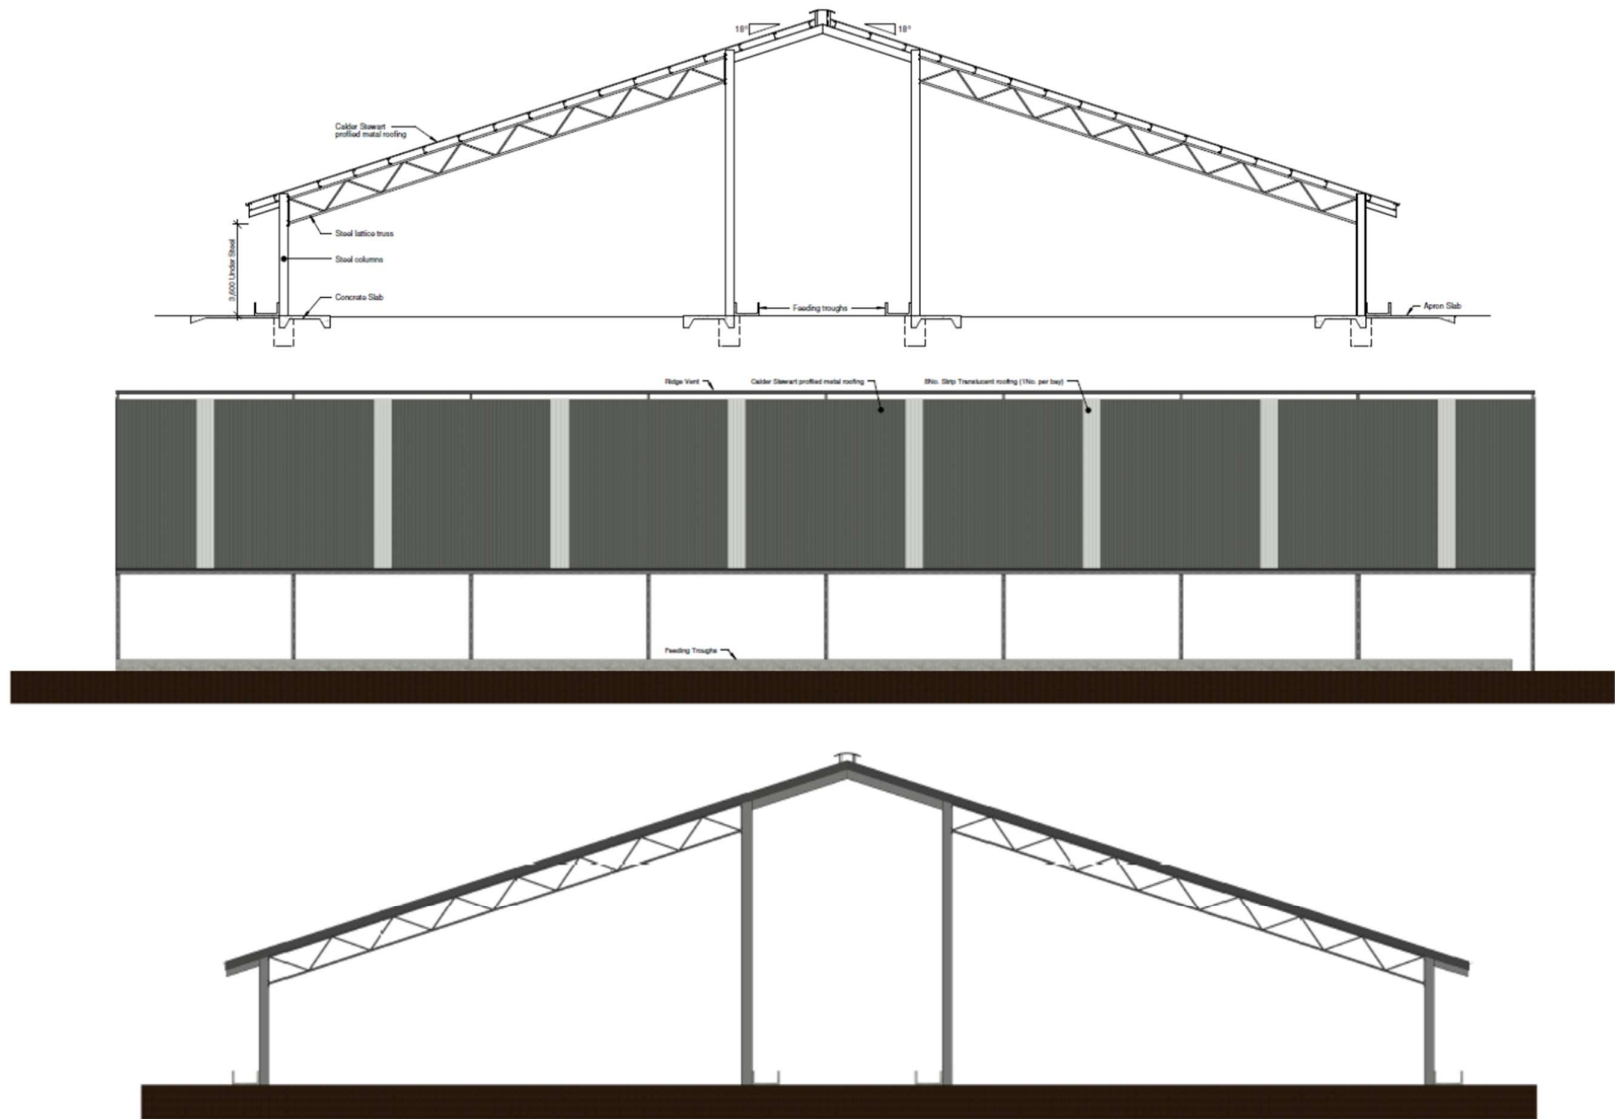 18°
18°
Calder Stewart
profiled metal roofing
Steel lattice truss
3,600 Under Steel
Steel columns
Concrete Slab
Feeding troughs
Apron Slab
Ridge Vent
Calder Stewart profiled metal roofing
8No. Strip Translucent roofing (1No. per bay)
Feeding Troughs